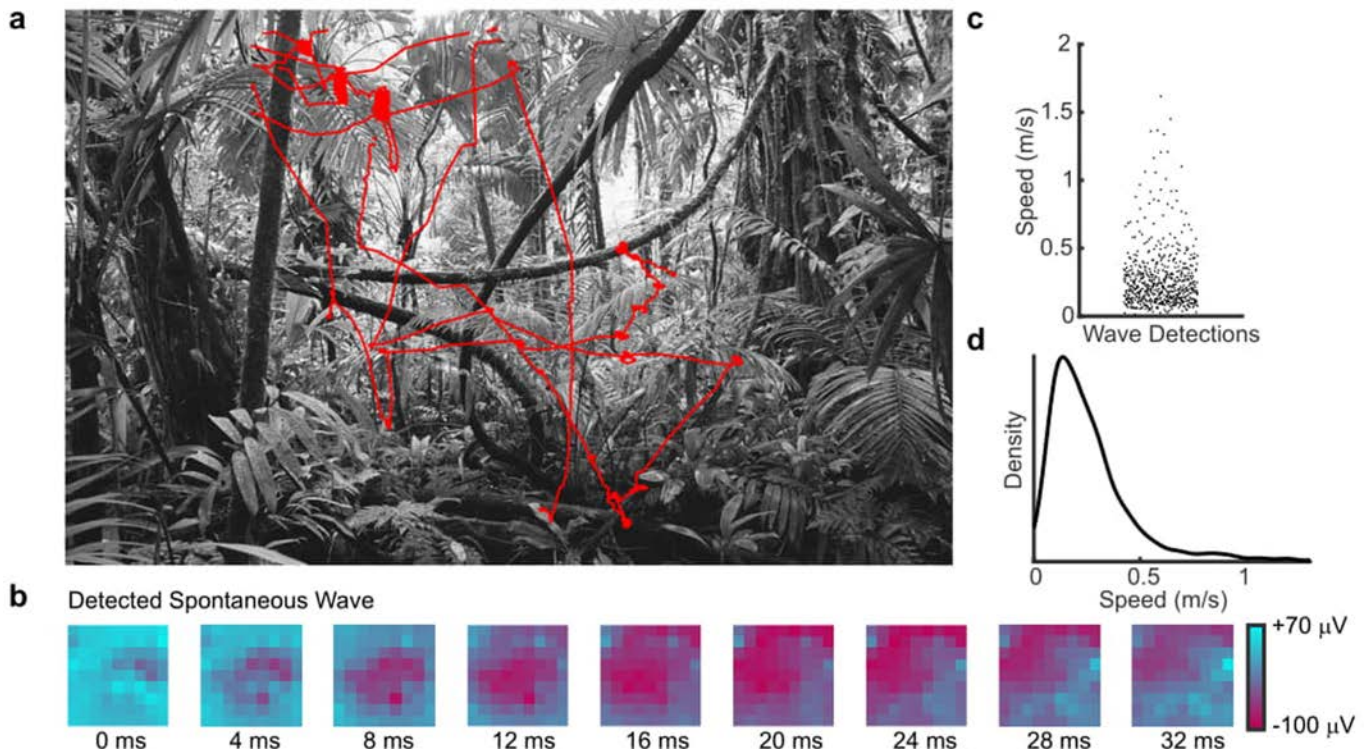 a
c
2
1.5
1
0.5
0
Speed (m/s)
Wave Detections
d
Density
0
0.5
1
Speed (m/s)
b
Detected Spontaneous Wave
+70 µV
-100 µV
0 ms
4 ms
8 ms
12 ms
16 ms
20 ms
24 ms
28 ms
32 ms